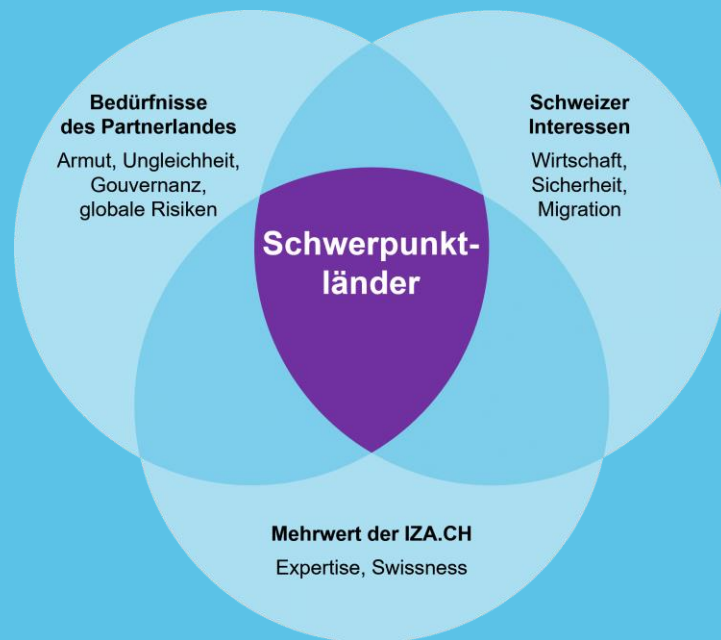 Bedürfnisse
des Partnerlandes
Armut, Ungleichheit,
Gouvernanz,
globale Risiken
Schweizer
Interessen
Wirtschaft,
Sicherheit,
Migration
Schwerpunkt-
länder
Mehrwert der IZA.CH
Expertise, Swissness